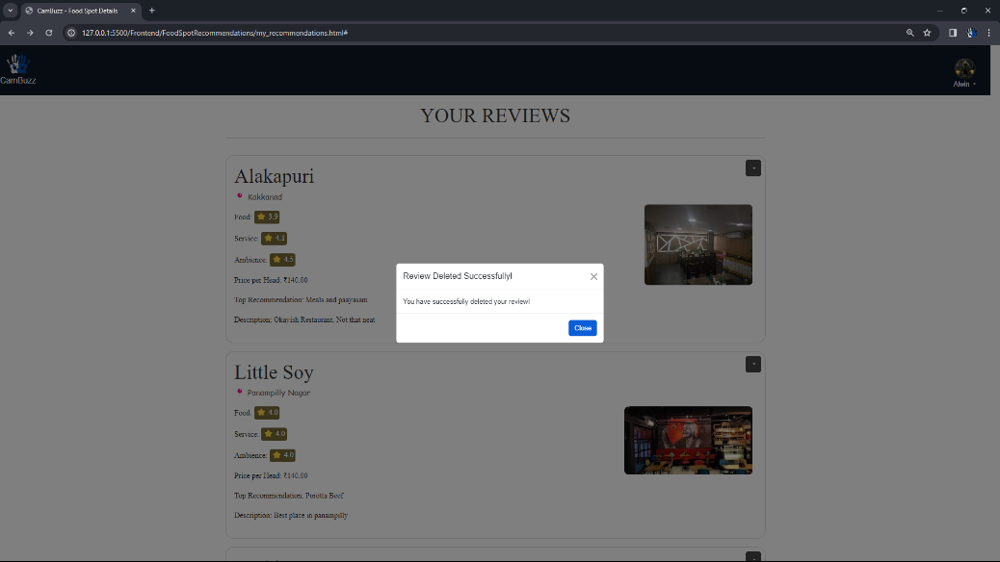 CamBuzz - Food Spot Details
127.0.0.1:5500/Frontend/FoodSpotRecommendations/my_recommendations.html#
CamBuzz
Alwin
YOUR REVIEWS
Alakapuri
Kakkanad
Food: 3.9
Service: 4.1
Ambience: 4.5
Price per Head: ₹140.00
Top Recommendation: Meals and paayasam
Description: Okayish Restaurant. Not that neat
Review Deleted Successfully!
You have successfully deleted your review!
Close
Little Soy
Panampilly Nagar
Food: 4.0
Service: 4.0
Ambience: 4.0
Price per Head: ₹140.00
Top Recommendation: Porotta Beef
Description: Best place in panampilly